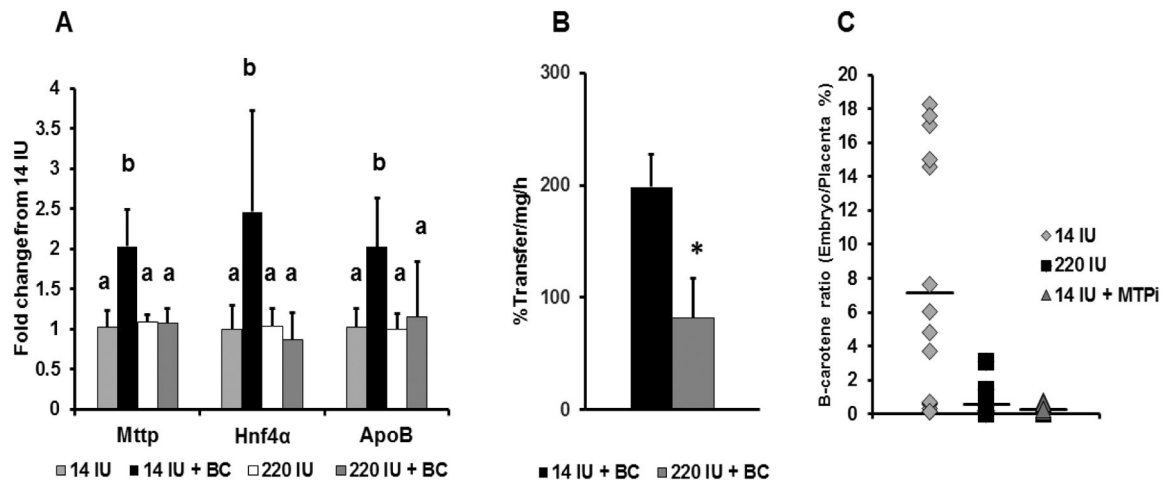 A
Fold changefrom 14 IU
4
3.5
3
2.5
2
1.5
1
0.5
0
a b a a
a b a a
a b a a
Mttp Hnf4α ApoB
14 IU 14 IU + BC 220 IU 220 IU + BC
B
%Transfer/mg/h
300
200
100
0
*
14 IU + BC 220 IU + BC
C
B-carotene ratio (Embryo/Placenta %)
20
18
16
14
12
10
8
6
4
2
0
14 IU
220 IU
14 IU + MTPi